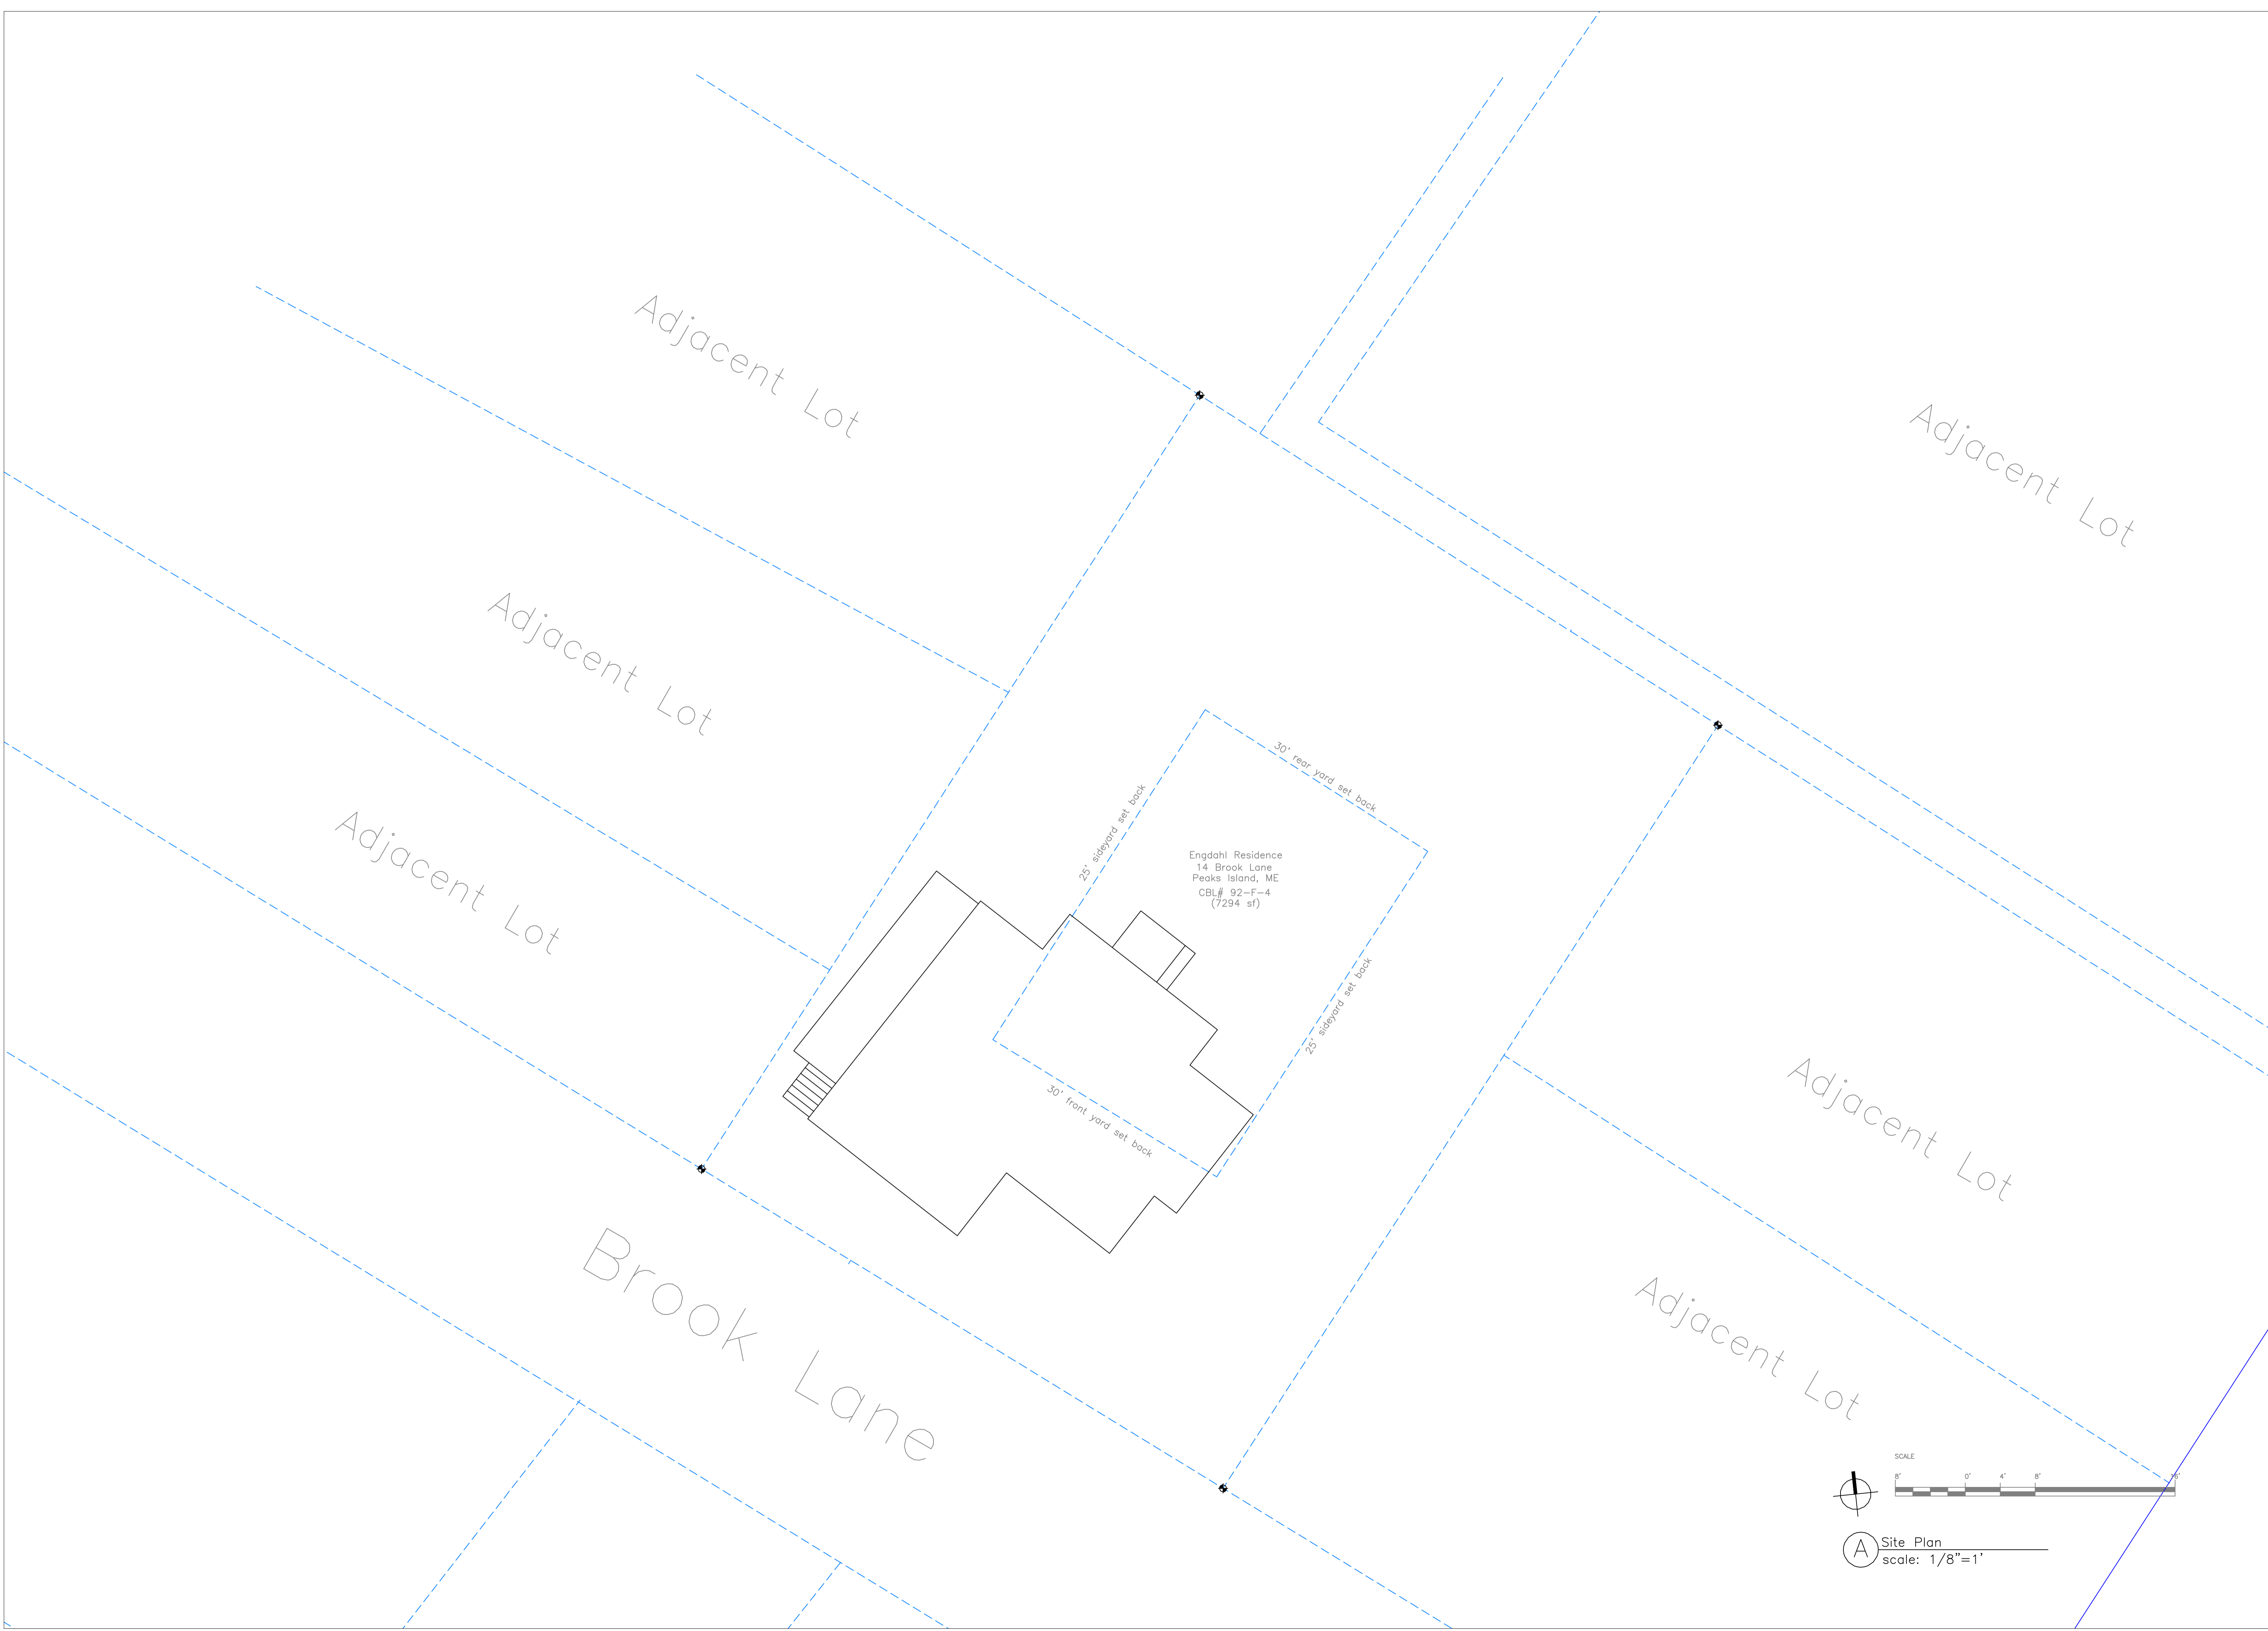 Adjacent Lot
Adjacent Lot
Adjacent Lot
Adjacent Lot
30' rear yard set back
25' sideyard set back
Engdahl Residence
14 Brook Lane
Peaks Island, ME
CBL# 92-F-4
(7294 sf)
25' sideyard set back
30' front yard set back
Adjacent Lot
Adjacent Lot
Brook Lane
SCALE
8' 0' 4' 8'
A
Site Plan
scale: 1/8"=1'